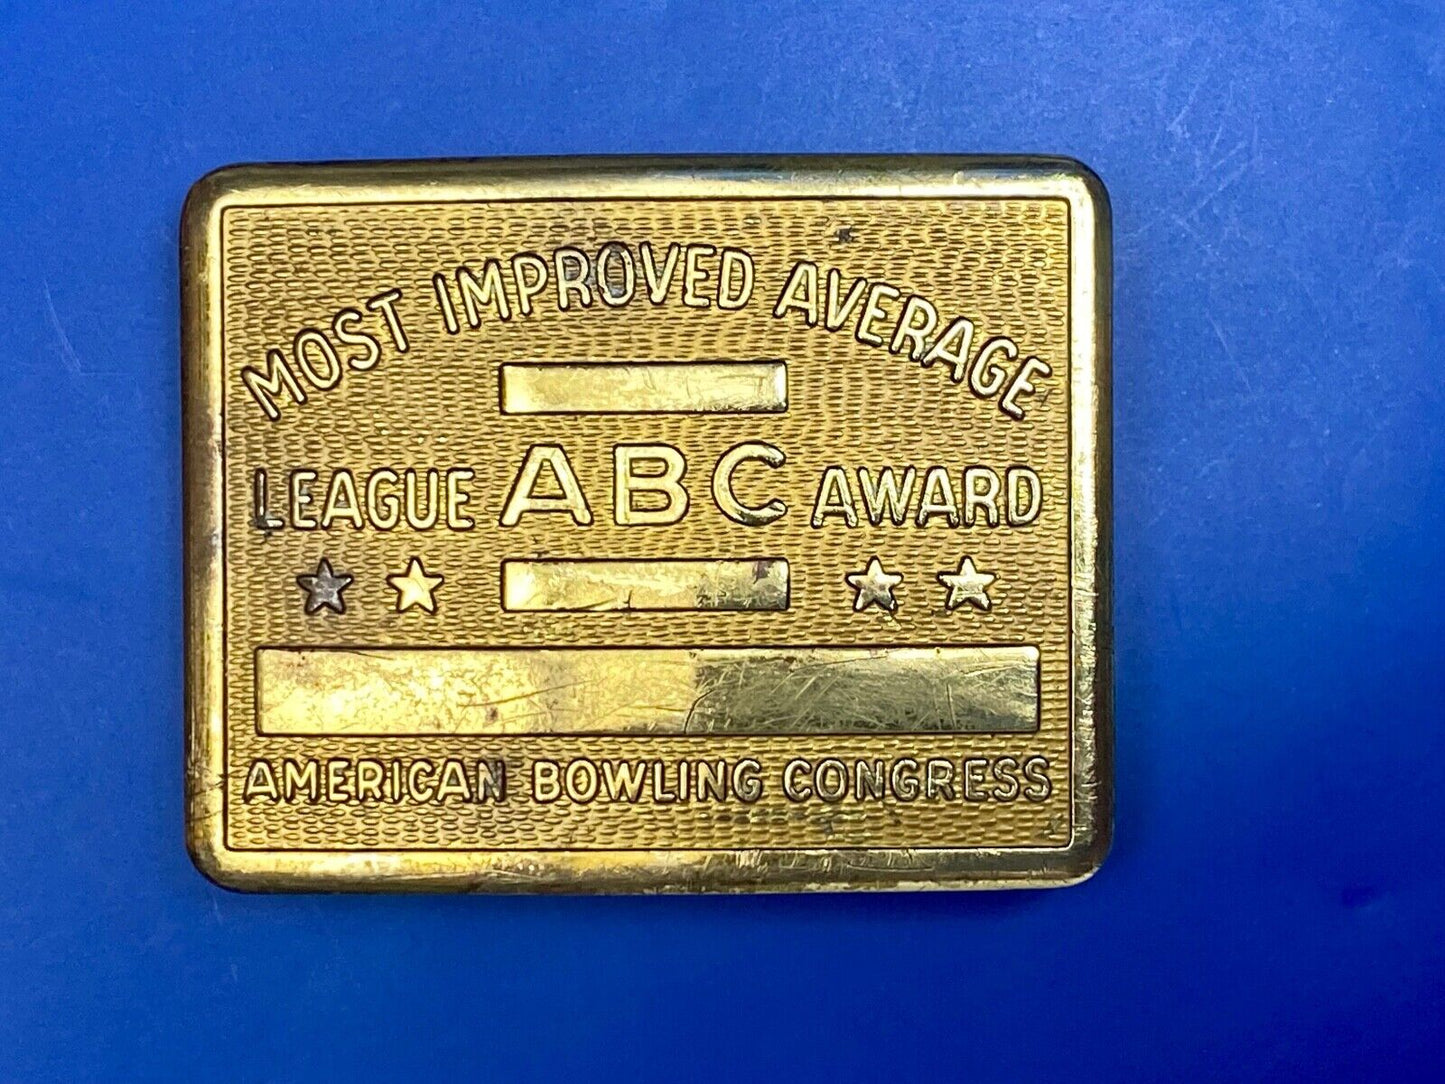 MOST IMPROVED AVERAGE
LEAGUE ABC AWARD
AMERICAN BOWLING CONGRESS